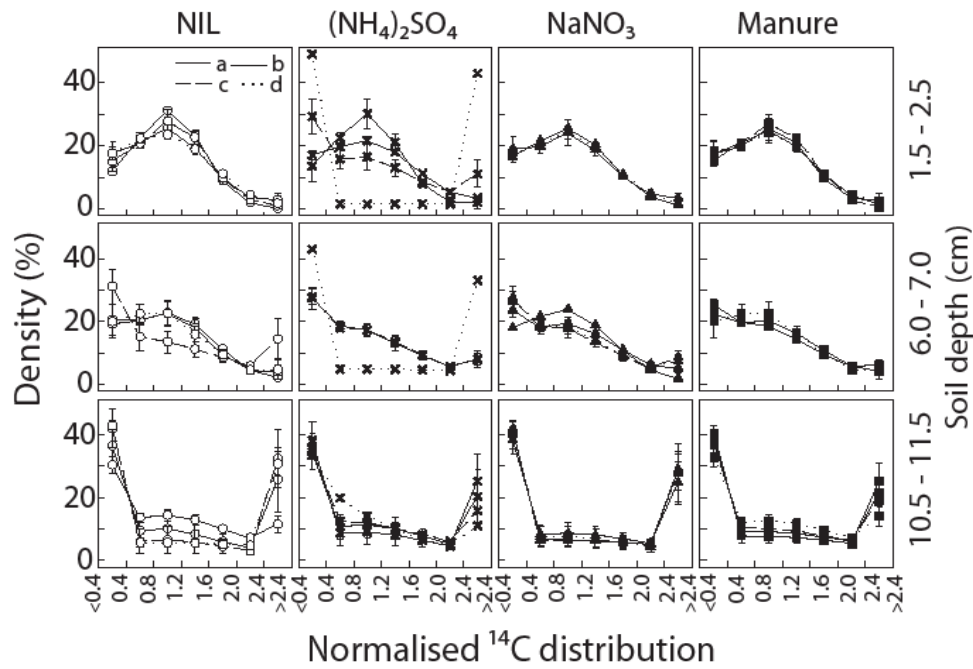 NIL (NH₄)₂SO₄ NaNO₃ Manure
a b
c d
40
20
0
1.5 - 2.5
40
20
0
6.0 - 7.0
40
20
0
10.5 - 11.5
Density (%)
Soil depth (cm)
<0.4 0.4 0.8 1.2 1.6 2.0 2.4 >2.4 <0.4 0.4 0.8 1.2 1.6 2.0 2.4 >2.4 <0.4 0.4 0.8 1.2 1.6 2.0 2.4 >2.4 <0.4 0.4 0.8 1.2 1.6 2.0 2.4 >2.4
Normalised ¹⁴C distribution